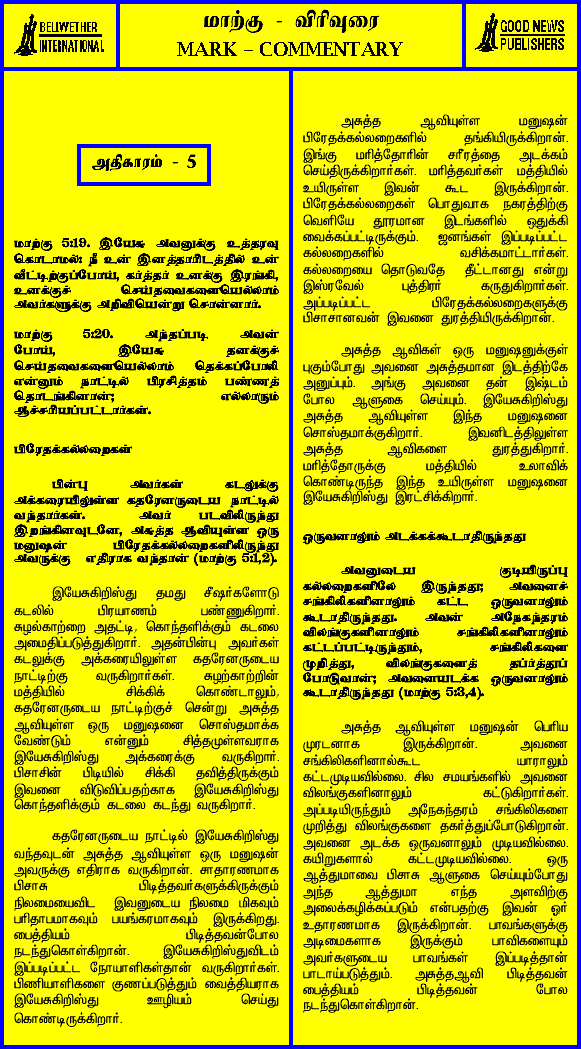 BELLWETHER
INTERNATIONAL
மாற்கு - விரிவுரை
MARK – COMMENTARY
GOOD NEWS
PUBLISHERS
அதிகாரம் - 5
மாற்கு 5:19. இயேசு அவனுக்கு உத்தரவு
கொடாமல்: நீ உன் இனத்தாரிடத்தில் உன்
வீட்டிற்குப்போய், கர்த்தர் உனக்கு இரங்கி,
உனக்குச் செய்தவைகளையெல்லாம்
அவர்களுக்கு அறிவியென்று சொன்னார்.
மாற்கு 5:20. அந்தப்படி அவன்
போய், இயேசு தனக்குச்
செய்தவைகளையெல்லாம் தெக்கப்போலி
என்னும் நாட்டில் பிரசித்தம் பண்ணத்
தொடங்கினான்; எல்லாரும்
ஆச்சரியப்பட்டார்கள்.
பிரேதக்கல்லறைகள்
பின்பு அவர்கள் கடலுக்கு
அக்கரையிலுள்ள கதரேனருடைய நாட்டில்
வந்தார்கள். அவர் படவிலிருந்து
இறங்கினவுடனே, அசுத்த ஆவியுள்ள ஒரு
மனுஷன் பிரேதக்கல்லறைகளிலிருந்து
அவருக்கு எதிராக வந்தான் (மாற்கு 5:1,2).
இயேசுகிறிஸ்து தமது சீஷர்களோடு
கடலில் பிரயாணம் பண்ணுகிறார்.
சுழல்காற்றை அதட்டி, கொந்தளிக்கும் கடலை
அமைதிப்படுத்துகிறார். அதன்பின்பு அவர்கள்
கடலுக்கு அக்கரையிலுள்ள கதரேனருடைய
நாட்டிற்கு வருகிறார்கள். சுழற்காற்றின்
மத்தியில் சிக்கிக் கொண்டாலும்,
கதரேனருடைய நாட்டிற்குச் சென்று அசுத்த
ஆவியுள்ள ஒரு மனுஷனை சொஸ்தமாக்க
வேண்டும் என்னும் சித்தமுள்ளவராக
இயேசுகிறிஸ்து அக்கரைக்கு வருகிறார்.
பிசாசின் பிடியில் சிக்கி தவித்திருக்கும்
இவனை விடுவிப்பதற்காக இயேசுகிறிஸ்து
கொந்தளிக்கும் கடலை கடந்து வருகிறார்.
கதரேனருடைய நாட்டில் இயேசுகிறிஸ்து
வந்தவுடன் அசுத்த ஆவியுள்ள ஒரு மனுஷன்
அவருக்கு எதிராக வருகிறான். சாதாரணமாக
பிசாசு பிடித்தவர்களுக்கிருக்கும்
நிலமையைவிட இவனுடைய நிலமை மிகவும்
பரிதாபமாகவும் பயங்கரமாகவும் இருக்கிறது.
பைத்தியம் பிடித்தவன்போல
நடந்துகொள்கிறான். இயேசுகிறிஸ்துவிடம்
இப்படிப்பட்ட நோயாளிகள்தான் வருகிறார்கள்.
பிணியாளிகளை குணப்படுத்தும் வைத்தியராக
இயேசுகிறிஸ்து ஊழியம் செய்து
கொண்டிருக்கிறார்.
அசுத்த ஆவியுள்ள மனுஷன்
பிரேதக்கல்லறைகளில் தங்கியிருக்கிறான்.
இங்கு மரித்தோரின் சரீரத்தை அடக்கம்
செய்திருக்கிறார்கள். மரித்தவர்கள் மத்தியில்
உயிருள்ள இவன் கூட இருக்கிறான்.
பிரேதக்கல்லறைகள் பொதுவாக நகரத்திற்கு
வெளியே தூரமான இடங்களில் ஒதுக்கி
வைக்கப்பட்டிருக்கும். ஜனங்கள் இப்படிப்பட்ட
கல்லறைகளில் வசிக்கமாட்டார்கள்.
கல்லறையை தொடுவதே தீட்டானது என்று
இஸ்ரவேல் புத்திரர் கருதுகிறார்கள்.
அப்படிப்பட்ட பிரேதக்கல்லறைகளுக்கு
பிசாசானவன் இவனை துரத்தியிருக்கிறான்.
அசுத்த ஆவிகள் ஒரு மனுஷனுக்குள்
புகும்போது அவனை அசுத்தமான இடத்திற்கே
அனுப்பும். அங்கு அவனை தன் இஷ்டம்
போல ஆளுகை செய்யும். இயேசுகிறிஸ்து
அசுத்த ஆவியுள்ள இந்த மனுஷனை
சொஸ்தமாக்குகிறார். இவனிடத்திலுள்ள
அசுத்த ஆவிகளை துரத்துகிறார்.
மரித்தோருக்கு மத்தியில் உலாவிக்
கொண்டிருந்த இந்த உயிருள்ள மனுஷனை
இயேசுகிறிஸ்து இரட்சிக்கிறார்.
ஒருவனாலும் அடக்கக்கூடாதிருந்தது
அவனுடைய குடியிருப்பு
கல்லறைகளிலே இருந்தது; அவனைச்
சங்கிலிகளினாலும் கட்ட ஒருவனாலும்
கூடாதிருந்தது. அவன் அநேகந்தரம்
விலங்குகளினாலும் சங்கிலிகளினாலும்
கட்டப்பட்டிருந்தும், சங்கிலிகளை
முறித்து, விலங்குகளைத் தகர்த்துப்
போடுவான்; அவனையடக்க ஒருவனாலும்
கூடாதிருந்தது (மாற்கு 5:3,4).
அசுத்த ஆவியுள்ள மனுஷன் பெரிய
முரடனாக இருக்கிறான். அவனை
சங்கிலிகளினால்கூட யாராலும்
கட்டமுடியவில்லை. சில சமயங்களில் அவனை
விலங்குகளினாலும் கட்டுகிறார்கள்.
அப்படியிருந்தும் அநேகந்தரம் சங்கிலிகளை
முறித்து விலங்குகளை தகர்த்துப்போடுகிறான்.
அவனை அடக்க ஒருவனாலும் முடியவில்லை.
கயிறுகளால் கட்டமுடியவில்லை. ஒரு
ஆத்துமாவை பிசாசு ஆளுகை செய்யும்போது
அந்த ஆத்துமா எந்த அளவிற்கு
அலைக்கழிக்கப்படும் என்பதற்கு இவன் ஓர்
உதாரணமாக இருக்கிறான். பாவங்களுக்கு
அடிமைகளாக இருக்கும் பாவிகளையும்
அவர்களுடைய பாவங்கள் இப்படித்தான்
பாடாய்படுத்தும். அசுத்தஆவி பிடித்தவன்
பைத்தியம் பிடித்தவன் போல
நடந்துகொள்கிறான்.